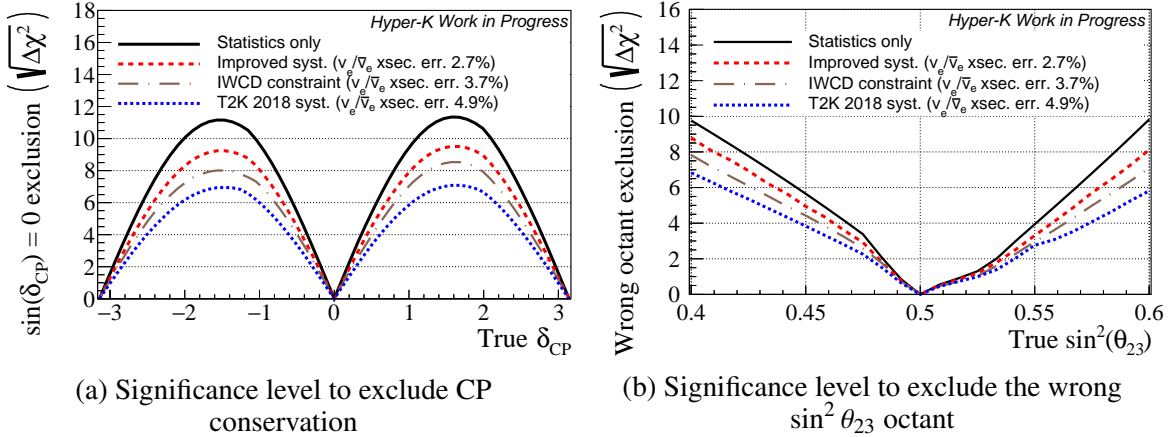 sin(δCP) = 0 exclusion (√Δχ²)
18
16
14
12
10
8
6
4
2
0
Hyper-K Work in Progress
Statistics only
Improved syst. (νe/ν̅e xsec. err. 2.7%)
IWCD constraint (νe/ν̅e xsec. err. 3.7%)
T2K 2018 syst. (νe/ν̅e xsec. err. 4.9%)
−3 −2 −1 0 1 2 3
True δCP
(a) Significance level to exclude CP
conservation
Wrong octant exclusion (√Δχ²)
16
14
12
10
8
6
4
2
0
Hyper-K Work in Progress
Statistics only
Improved syst. (νe/ν̅e xsec. err. 2.7%)
IWCD constraint (νe/ν̅e xsec. err. 3.7%)
T2K 2018 syst. (νe/ν̅e xsec. err. 4.9%)
0.4 0.45 0.5 0.55 0.6
True sin²(θ23)
(b) Significance level to exclude the wrong
sin² θ23 octant